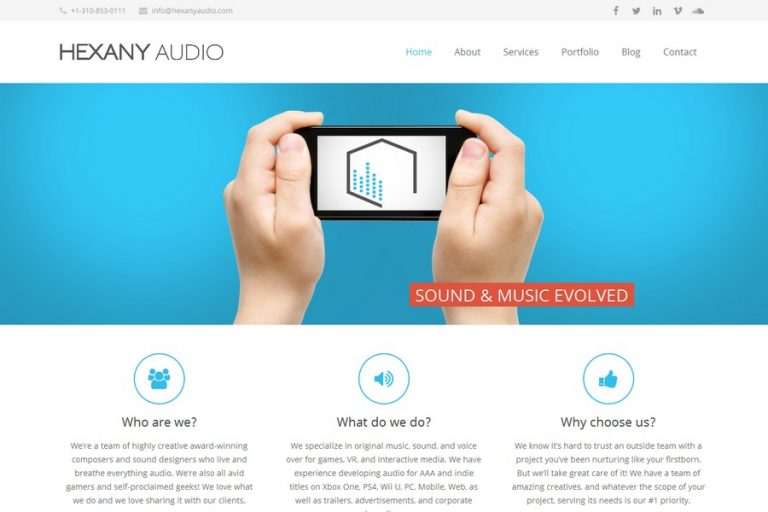 +1-310-853-0111 info@hexanyaudio.com
HEXANY AUDIO
Home About Services Portfolio Blog Contact
SOUND & MUSIC EVOLVED
Who are we?
We're a team of highly creative award-winning
composers and sound designers who live and
breathe everything audio. We're also all avid
gamers and self-proclaimed geeks! We love what
we do and we love sharing it with our clients.
What do we do?
We specialize in original music, sound, and voice
over for games, VR, and interactive media. We have
experience developing audio for AAA and indie
titles on Xbox One, PS4, Wii U, PC, Mobile, Web, as
well as trailers, advertisements, and corporate
Why choose us?
We know it's hard to trust an outside team with a
project you've been nurturing like your firstborn.
But we'll take great care of it! We have a team of
amazing creatives, and whatever the scope of your
project, serving its needs is our #1 priority.